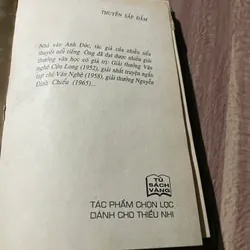 THUYỀN SẮP ĐẮM
Nhà văn Anh Đức, tác giả của nhiều tiểu
thuyết nổi tiếng. Ông đã đạt được nhiều giải
thưởng văn học có giá trị: Giải thưởng Văn
nghệ Cửu Long (1952), giải nhất truyện ngắn
tạp chí Văn Nghệ (1958), giải thưởng Nguyễn
Đình Chiểu (1965)...
TỦ
SÁCH
VÀNG
TÁC PHẨM CHỌN LỌC
DÀNH CHO THIẾU NHI